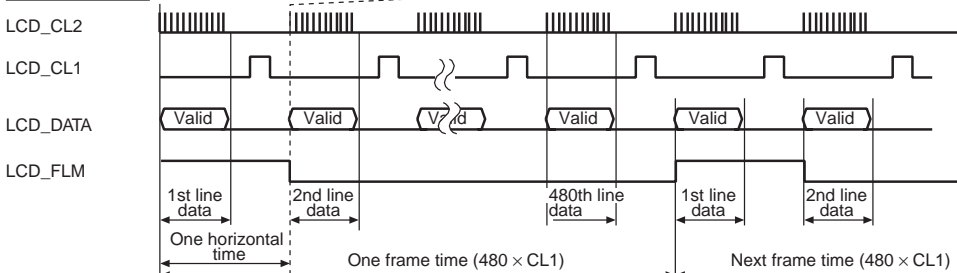 LCD_CL2
LCD_CL1
LCD_DATA
Valid
Valid
Valid
Valid
Valid
Valid
LCD_FLM
1st line
data
2nd line
data
480th line
data
1st line
data
2nd line
data
One horizontal
time
One frame time (480 × CL1)
Next frame time (480 × CL1)